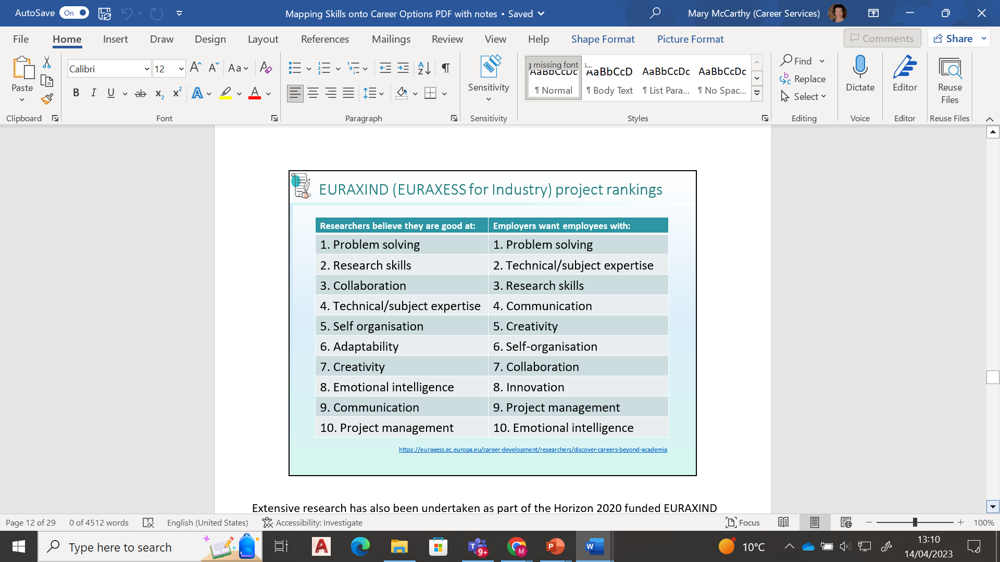 AutoSave On Mapping Skills onto Career Options PDF with notes • Saved Mary McCarthy (Career Services)
File Home Insert Draw Design Layout References Mailings Review View Help Shape Format Picture Format Comments Share
Calibri 12 Aa
Paste
B I U ab x2 x2 A A
Sensitivity
missing font s...
AaBbCcDc AaBbCcD AaBbCcDc AaBbCcDc
¶ Normal ¶ Body Text ¶ List Para... ¶ No Spac...
Find
Replace
Select
Dictate
Editor
Reuse
Files
Clipboard Font Paragraph Sensitivity Styles Editing Voice Editor Reuse Files
EURAXIND (EURAXESS for Industry) project rankings
Researchers believe they are good at: Employers want employees with:
1. Problem solving 1. Problem solving
2. Research skills 2. Technical/subject expertise
3. Collaboration 3. Research skills
4. Technical/subject expertise 4. Communication
5. Self organisation 5. Creativity
6. Adaptability 6. Self-organisation
7. Creativity 7. Collaboration
8. Emotional intelligence 8. Innovation
9. Communication 9. Project management
10. Project management 10. Emotional intelligence
https://euraxess.ec.europa.eu/career-development/researchers/discover-careers-beyond-academia
Extensive research has also been undertaken as part of the Horizon 2020 funded EURAXIND
Page 12 of 29 0 of 4512 words English (United States) Accessibility: Investigate Focus 100%
Type here to search 9+ 10°C 13:10
14/04/2023